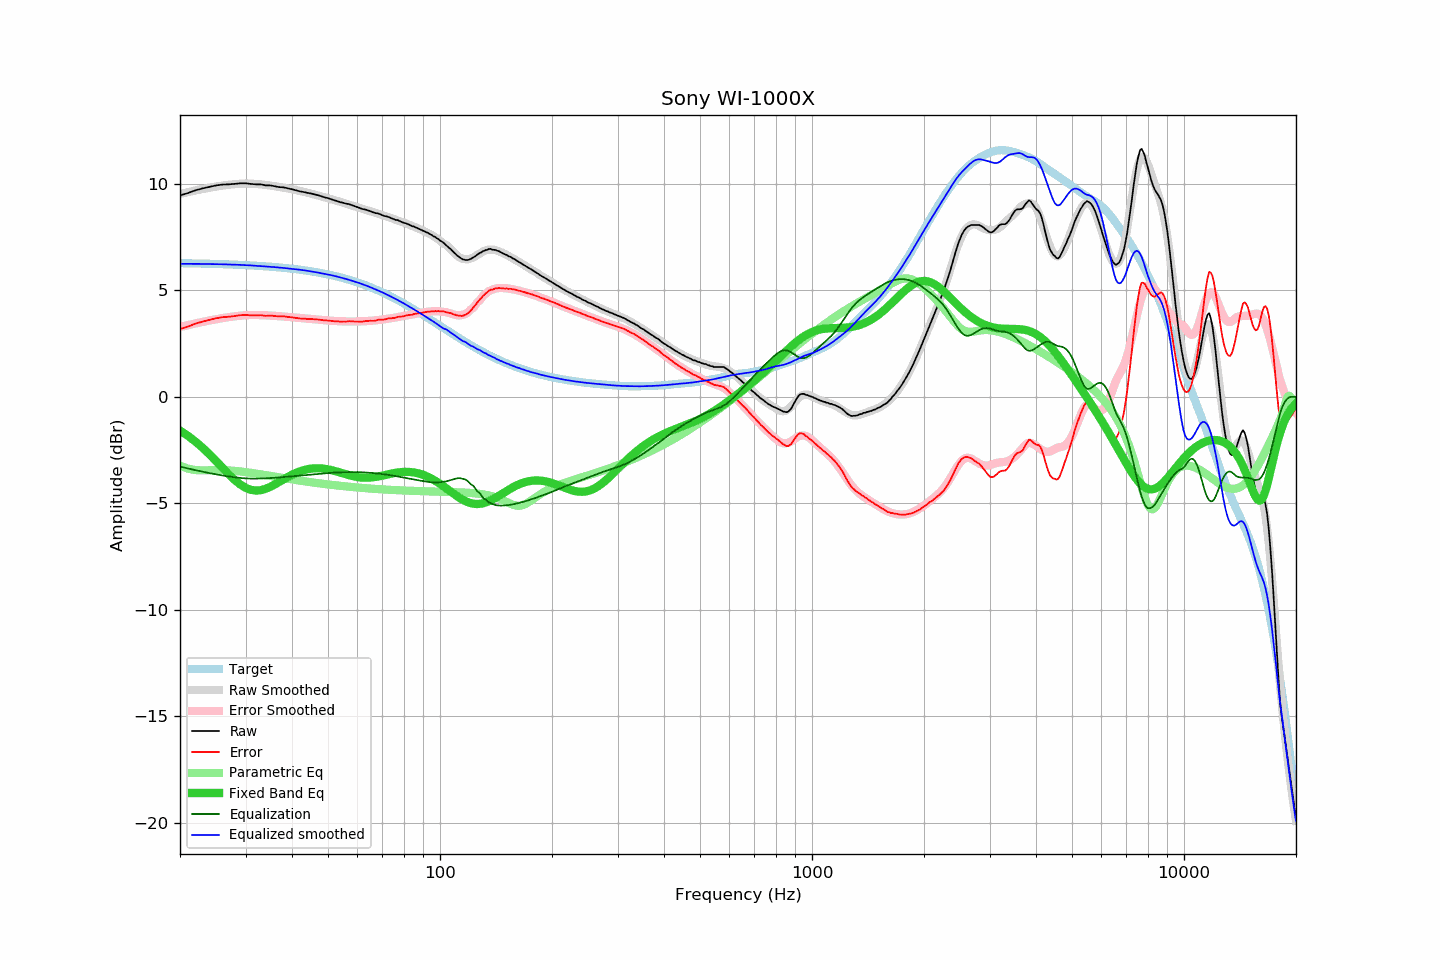 Sony WI-1000X
10
5
0
−5
−10
−15
−20
Amplitude (dBr)
Target
Raw Smoothed
Error Smoothed
Raw
Error
Parametric Eq
Fixed Band Eq
Equalization
Equalized smoothed
100
1000
10000
Frequency (Hz)